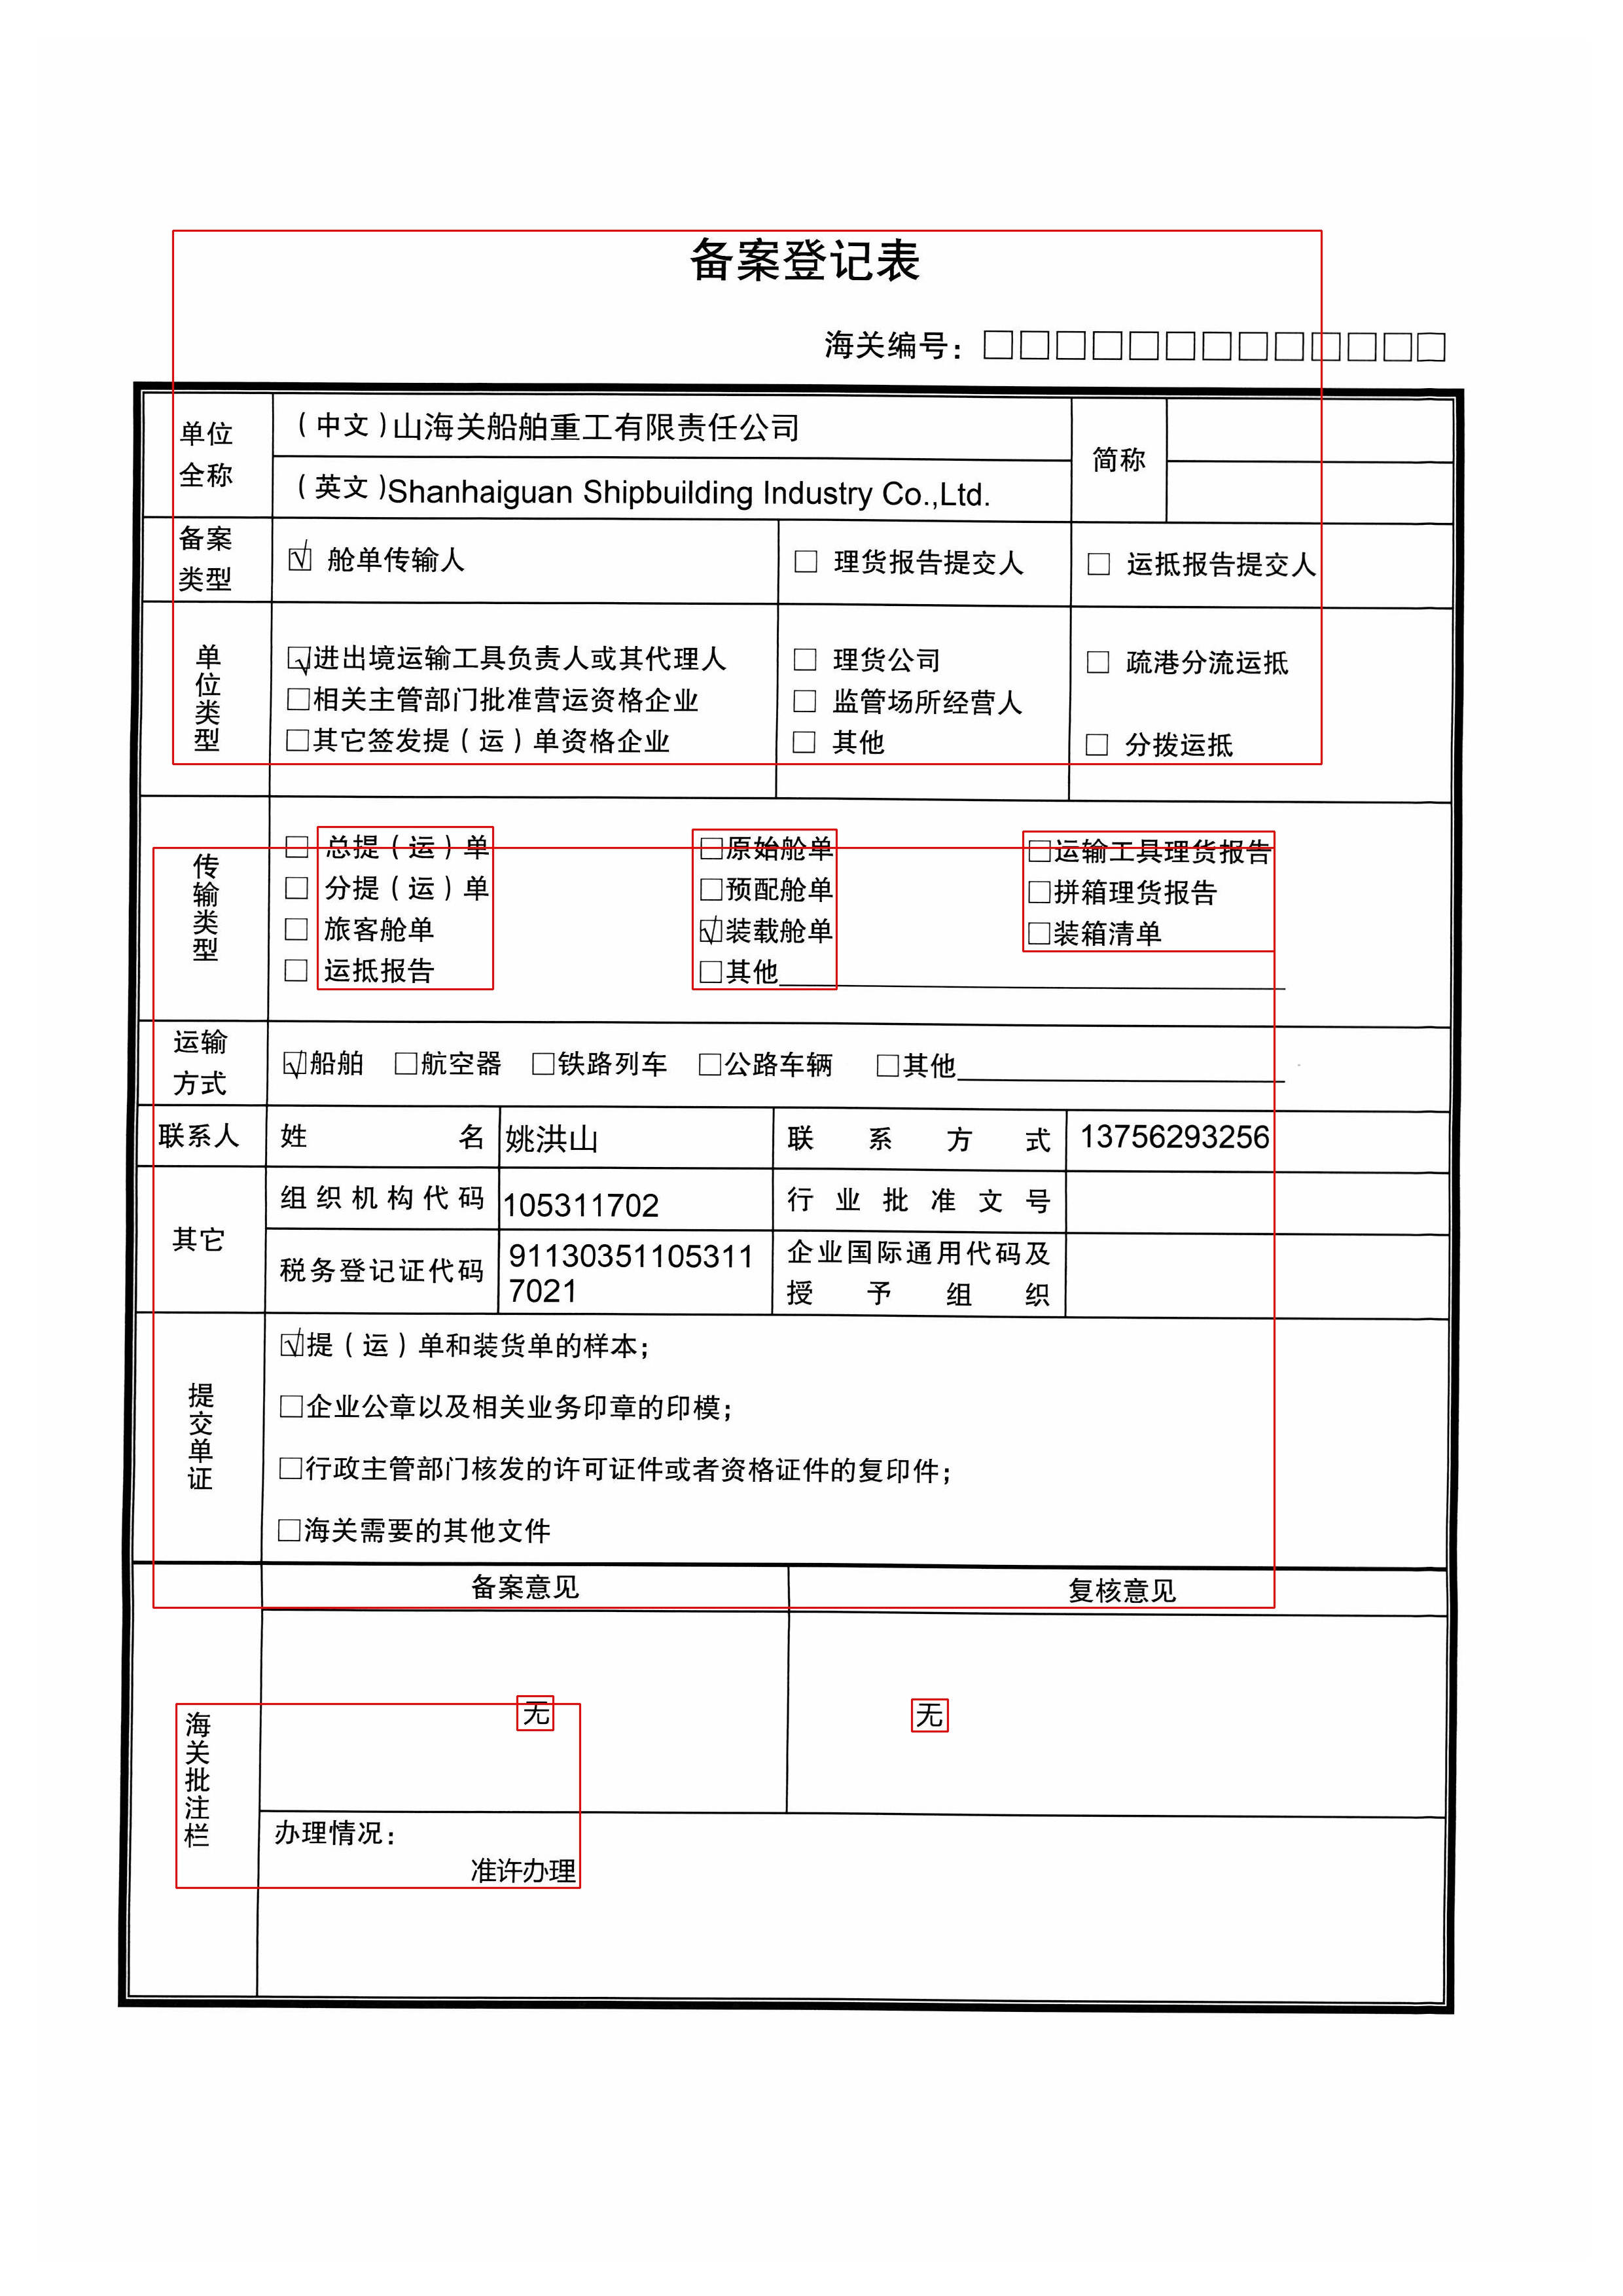 备案登记表
海关编号：□□□□□□□□□□□□□
单位全称
（中文）山海关船舶重工有限责任公司
（英文）Shanhaiguan Shipbuilding Industry Co.,Ltd.
简称
备案类型
☑ 舱单传输人
□ 理货报告提交人
□ 运抵报告提交人
单位类型
☑进出境运输工具负责人或其代理人
□相关主管部门批准营运资格企业
□其它签发提（运）单资格企业
□ 理货公司
□ 监管场所经营人
□ 其他
□ 疏港分流运抵
□ 分拨运抵
传输类型
□ 总提（运）单
□ 分提（运）单
□ 旅客舱单
□ 运抵报告
□原始舱单
□预配舱单
☑装载舱单
□其他
□运输工具理货报告
□拼箱理货报告
□装箱清单
运输方式
☑船舶 □航空器 □铁路列车 □公路车辆 □其他
联系人
姓名
姚洪山
联系方式
13756293256
其它
组织机构代码
105311702
行业批准文号
税务登记证代码
91130351105311
7021
企业国际通用代码及
授予组织
提交单证
☑提（运）单和装货单的样本；
□企业公章以及相关业务印章的印模；
□行政主管部门核发的许可证件或者资格证件的复印件；
□海关需要的其他文件
备案意见
复核意见
海关批注栏
无
无
办理情况：
准许办理